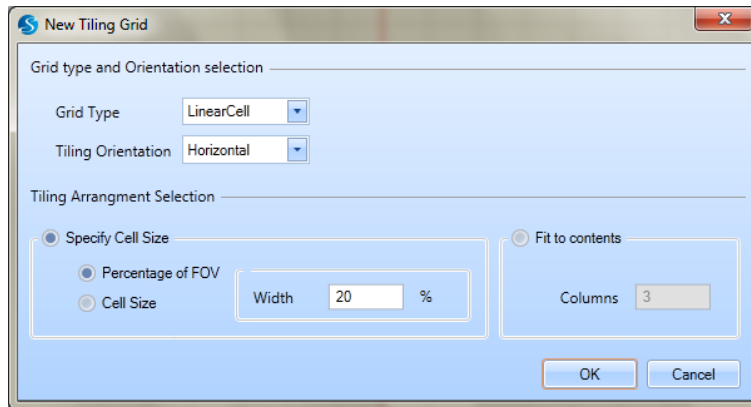 New Tiling Grid
Grid type and Orientation selection
Grid Type LinearCell
Tiling Orientation Horizontal
Tiling Arrangment Selection
Specify Cell Size Fit to contents
Percentage of FOV
Width 20 % Columns 3
Cell Size
OK Cancel